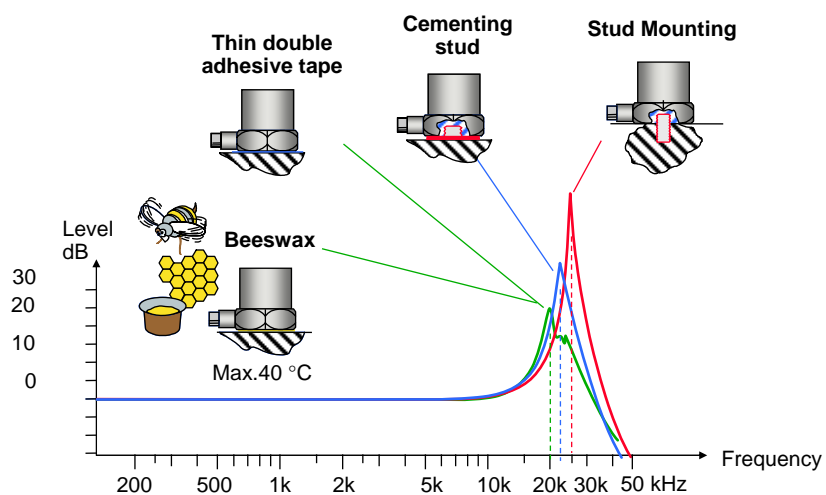 Thin double
adhesive tape
Cementing
stud
Stud Mounting
Level
dB
Beeswax
Max.40 °C
30
20
10
0
Frequency
200 500 1k 2k 5k 10k 20k 30k 50 kHz